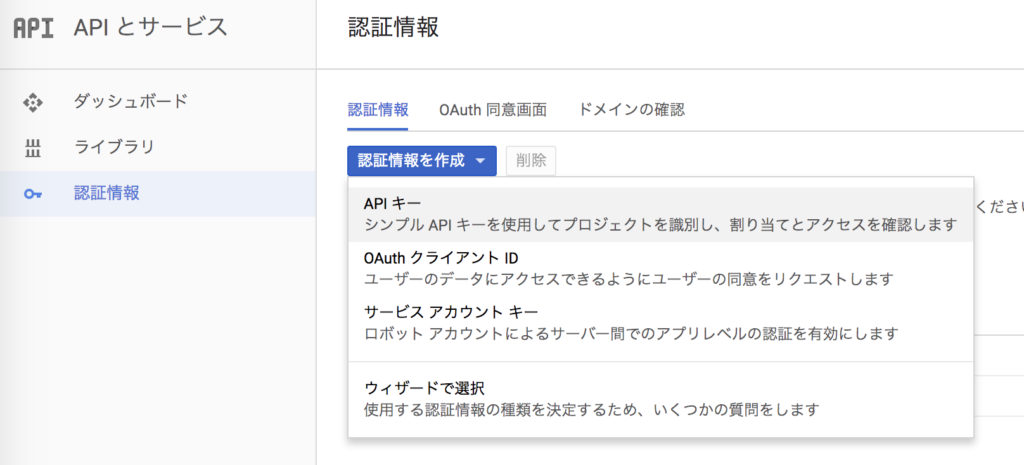 API APIとサービス
認証情報
ダッシュボード
ライブラリ
認証情報
認証情報 OAuth 同意画面 ドメインの確認
認証情報を作成 削除
API キー
シンプル API キーを使用してプロジェクトを識別し、割り当てとアクセスを確認します
くださ
OAuth クライアント ID
ユーザーのデータにアクセスできるようにユーザーの同意をリクエストします
サービス アカウント キー
ロボット アカウントによるサーバー間でのアプリレベルの認証を有効にします
ウィザードで選択
使用する認証情報の種類を決定するため、いくつかの質問をします